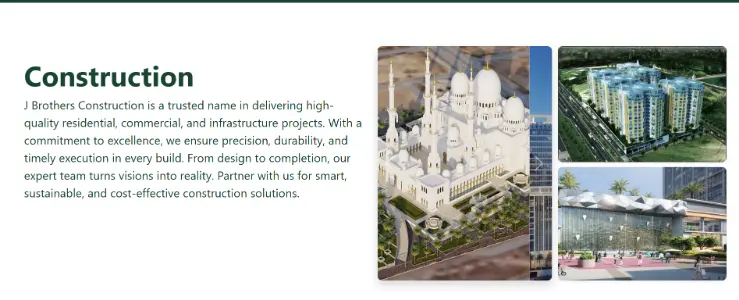 Construction
J Brothers Construction is a trusted name in delivering high-
quality residential, commercial, and infrastructure projects. With a
commitment to excellence, we ensure precision, durability, and
timely execution in every build. From design to completion, our
expert team turns visions into reality. Partner with us for smart,
sustainable, and cost-effective construction solutions.